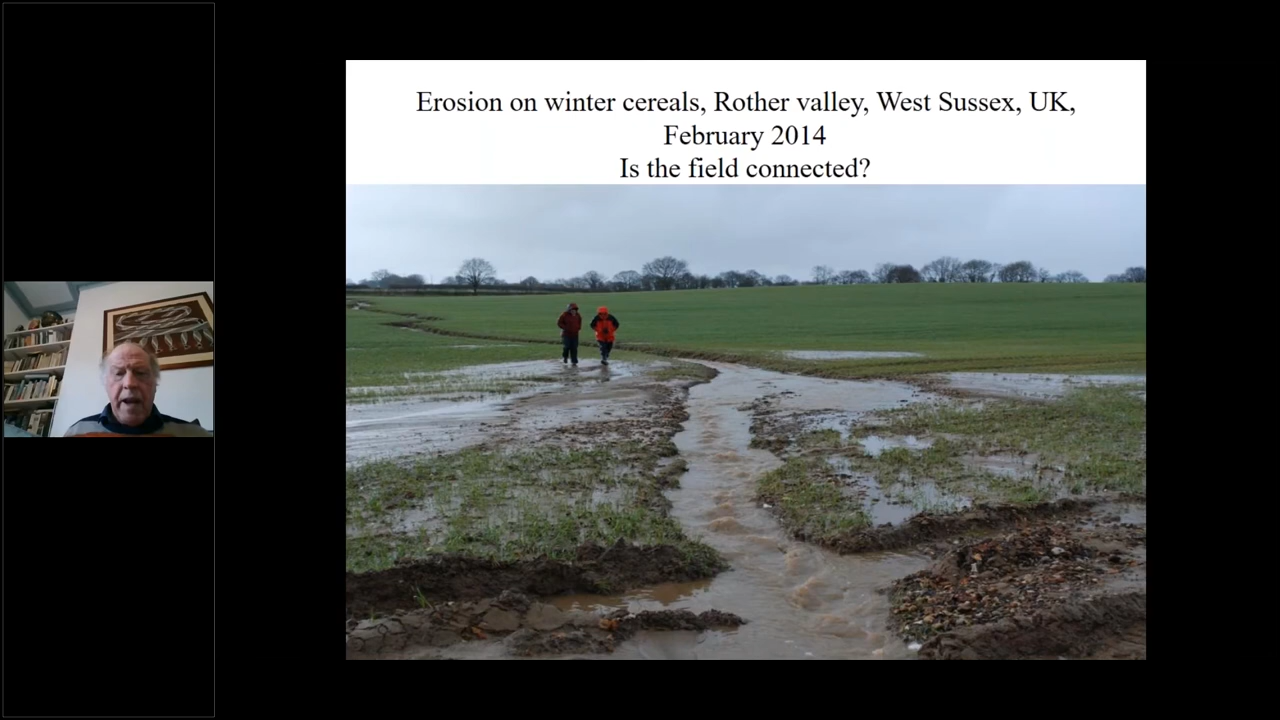 Erosion on winter cereals, Rother valley, West Sussex, UK,
February 2014
Is the field connected?